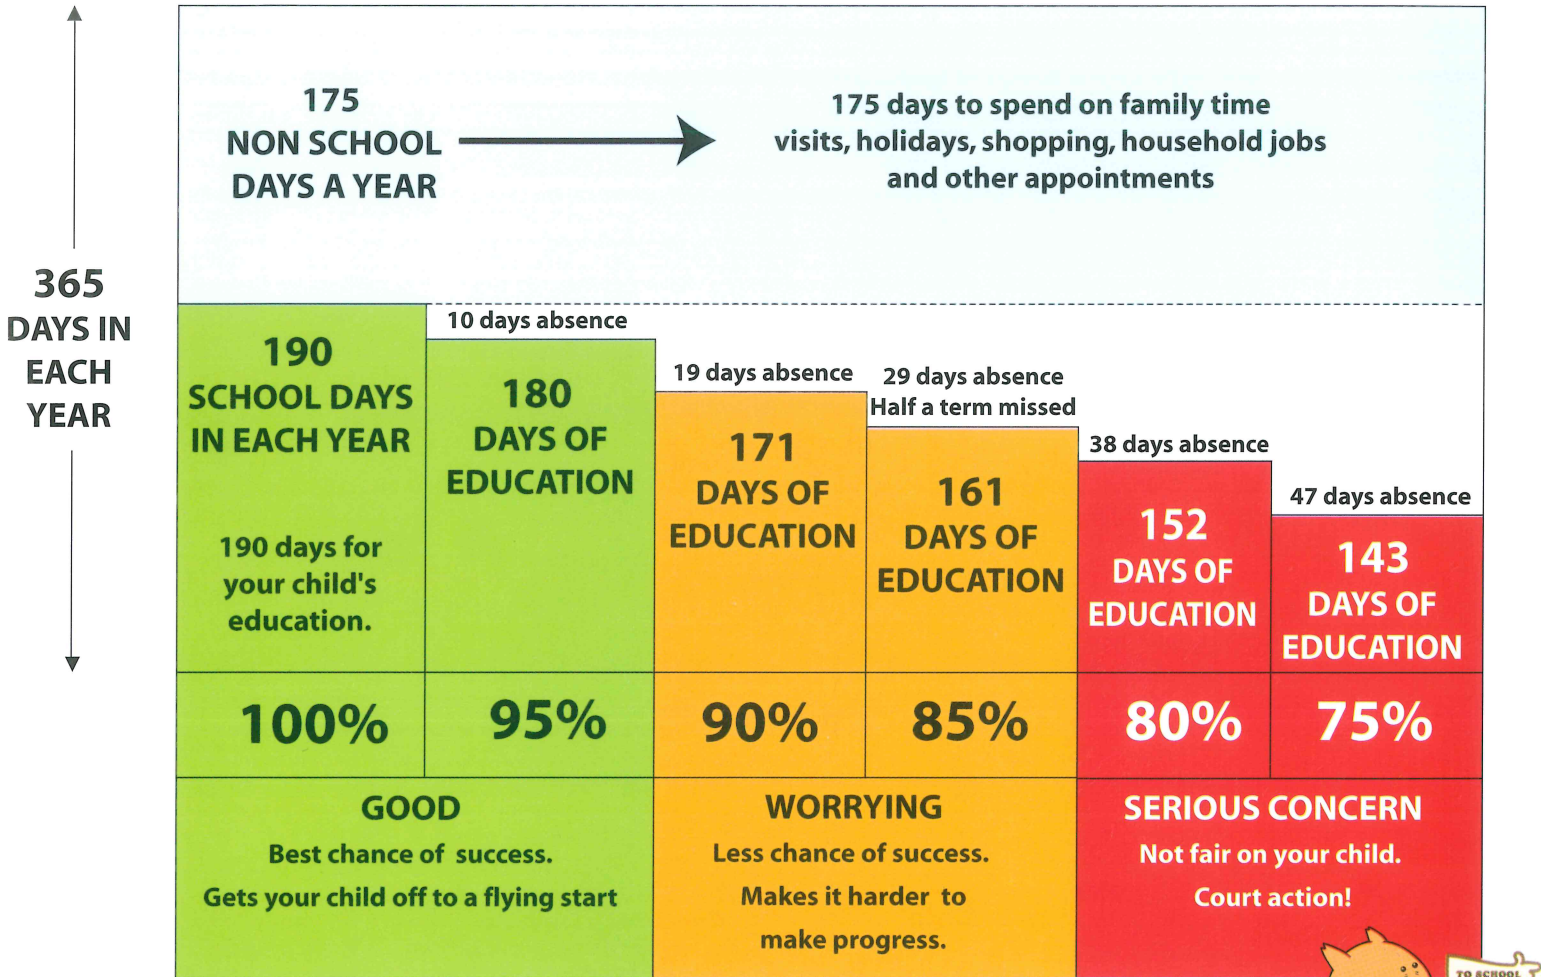 365
DAYS IN
EACH
YEAR
175
NON SCHOOL
DAYS A YEAR
175 days to spend on family time
visits, holidays, shopping, household jobs
and other appointments
190
SCHOOL DAYS
IN EACH YEAR
190 days for
your child's
education.
10 days absence
180
DAYS OF
EDUCATION
19 days absence
171
DAYS OF
EDUCATION
29 days absence
Half a term missed
161
DAYS OF
EDUCATION
38 days absence
152
DAYS OF
EDUCATION
47 days absence
143
DAYS OF
EDUCATION
100%
95%
90%
85%
80%
75%
GOOD
Best chance of success.
Gets your child off to a flying start
WORRYING
Less chance of success.
Makes it harder to
make progress.
SERIOUS CONCERN
Not fair on your child.
Court action!
TO SCHOOL